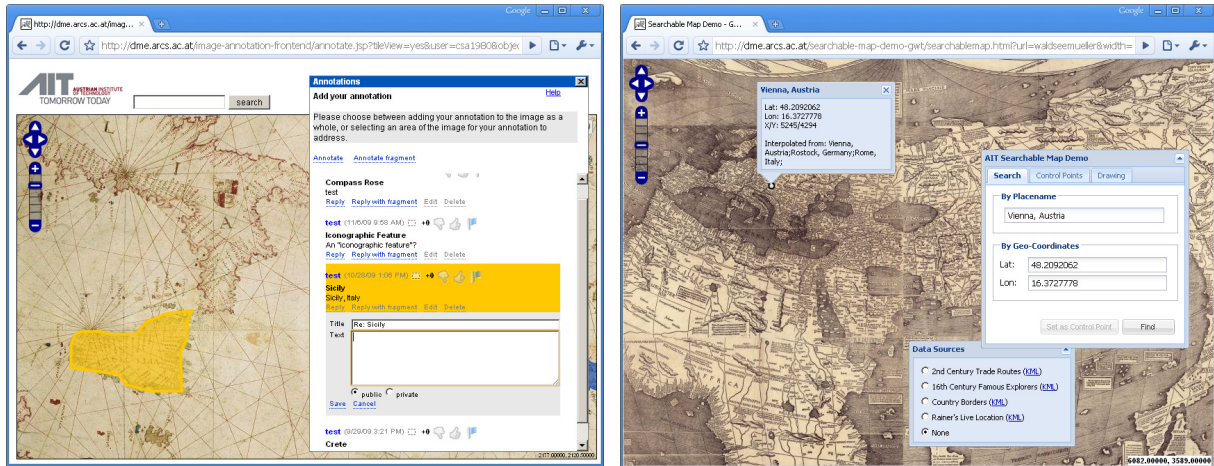 Google
http://dme.arcs.ac.at/imag...
http://dme.arcs.ac.at/image-annotation-frontend/annotate.jsp?tileView=yes&user=csa1980&objec
AIT AUSTRIAN INSTITUTE
OF TECHNOLOGY
TOMORROW TODAY
search
Annotations
Add your annotation
Help
Please choose between adding your annotation to the image as a
whole, or selecting an area of the image for your annotation to
address.
Annotate Annotate fragment
Compass Rose
test
Reply Reply with fragment Edit Delete
test (11/6/09 9:58 AM) +0
Iconographic Feature
An "iconographic feature"?
Reply Reply with fragment Edit Delete
test (10/28/09 1:06 PM) +0
Sicily
Sicily, Italy
Reply Reply with fragment Edit Delete
Title Re: Sicily
Text
public private
Save Cancel
test (9/29/09 3:21 PM) +0
Crete
2177.00000, 2120.50000
Google
Searchable Map Demo - G...
http://dme.arcs.ac.at/searchable-map-demo-gwt/searchablemap.html?url=waldseemueller&width=
Vienna, Austria
Lat: 48.2092062
Lon: 16.3727778
X/Y: 5245/4294
Interpolated from: Vienna,
Austria;Rostock, Germany;Rome,
Italy;
AIT Searchable Map Demo
Search Control Points Drawing
By Placename
Vienna, Austria
By Geo-Coordinates
Lat: 48.2092062
Lon: 16.3727778
Set as Control Point Find
Data Sources
2nd Century Trade Routes (KML)
16th Century Famous Explorers (KML)
Country Borders (KML)
Rainer's Live Location (KML)
None
6082.00000, 3589.00000